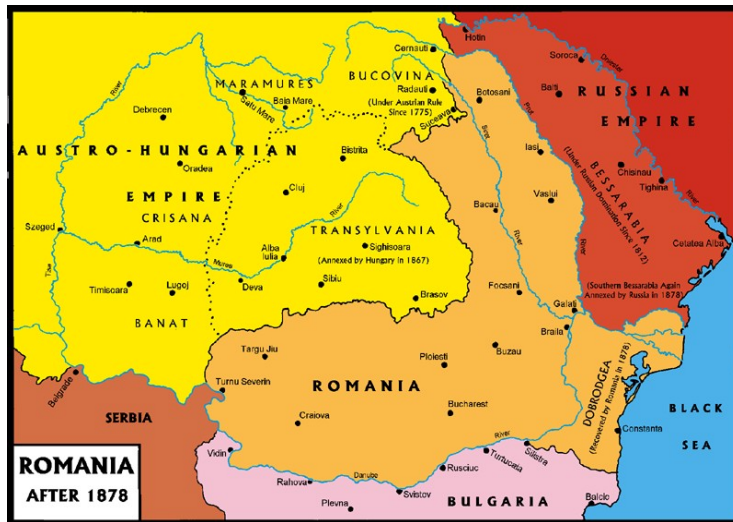 Hotin
Cernauti
Soroca
Dniester
BUCOVINA
MARAMURES
River
Radauti
Botosani
Balti
RUSSIAN
(Under Austrian Rule
Since 1775)
Baia Mare
Satu Mare
Prut
Debrecen
Suceava
EMPIRE
Siret
AUSTRO-HUNGARIAN
Iasi
BESSARABIA
(Under Russian Domination Since 1812)
Bistrita
Oradea
Chisinau
Tighina
River
EMPIRE
Cluj
Vaslui
CRISANA
River
Bacau
Szeged
TRANSYLVANIA
River
River
Cetatea Alba
Arad
Alba
Iulia
Sighisoara
(Annexed by Hungary in 1867)
Mures
Tisa
Deva
Sibiu
Timisoara
Lugoj
Focsani
(Southern Bessarabia Again
Annexed by Russia in 1878)
Brasov
Galati
BANAT
Braila
Targu Jiu
Buzau
Ploiesti
DOBRODGEA
(Recovered by Romania in 1878)
Belgrade
Turnu Severin
ROMANIA
BLACK
SERBIA
Craiova
Bucharest
Constanta
SEA
River
Vidin
Silistra
Turtucaia
ROMANIA
AFTER 1878
Danube
Rusciuc
Rahova
Svistov
BULGARIA
Balcic
Plevna